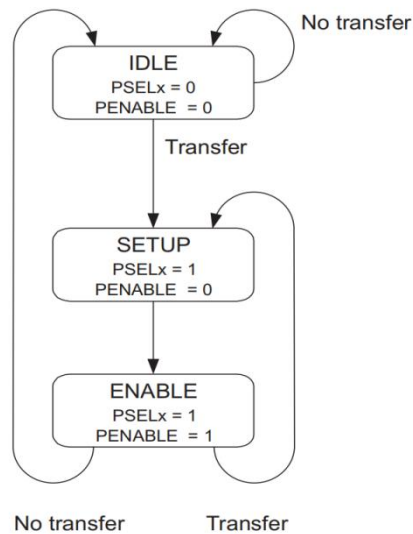 No transfer
IDLE
PSELx = 0
PENABLE = 0
Transfer
SETUP
PSELx = 1
PENABLE = 0
ENABLE
PSELx = 1
PENABLE = 1
No transfer
Transfer